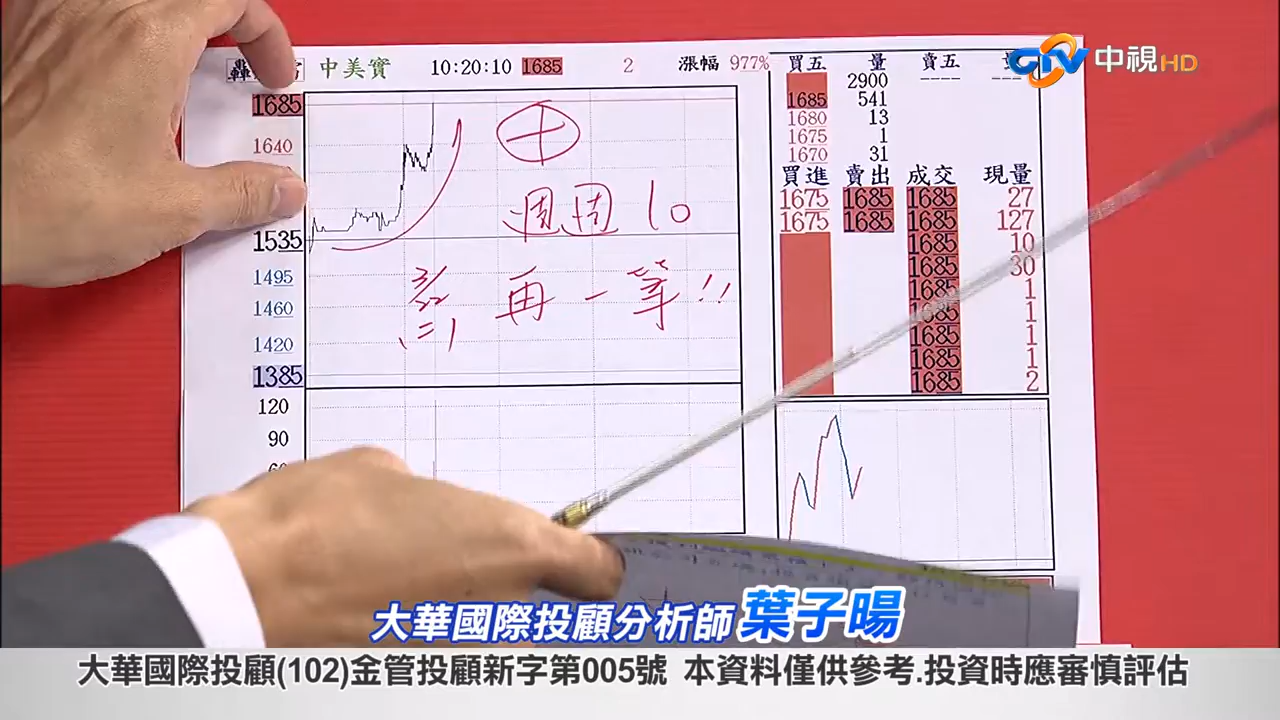 中美實 10:20:10 1685 2 漲幅 977%
買五 量 賣五
CTV 中視HD
1685
1640
1535
1495
1460
1420
1385
120
90
2900
1685 541
1680 13
1675 1
1670 31
買進 賣出 成交 現量
1675 1685 1685 27
1675 1685 1685 127
1685 10
1685 30
1685 1
1685 1
1685 1
1685 1
1685 2
十
週週10
再一筆!!
大華國際投顧分析師 葉子暘
大華國際投顧(102)金管投顧新字第005號 本資料僅供參考.投資時應審慎評估